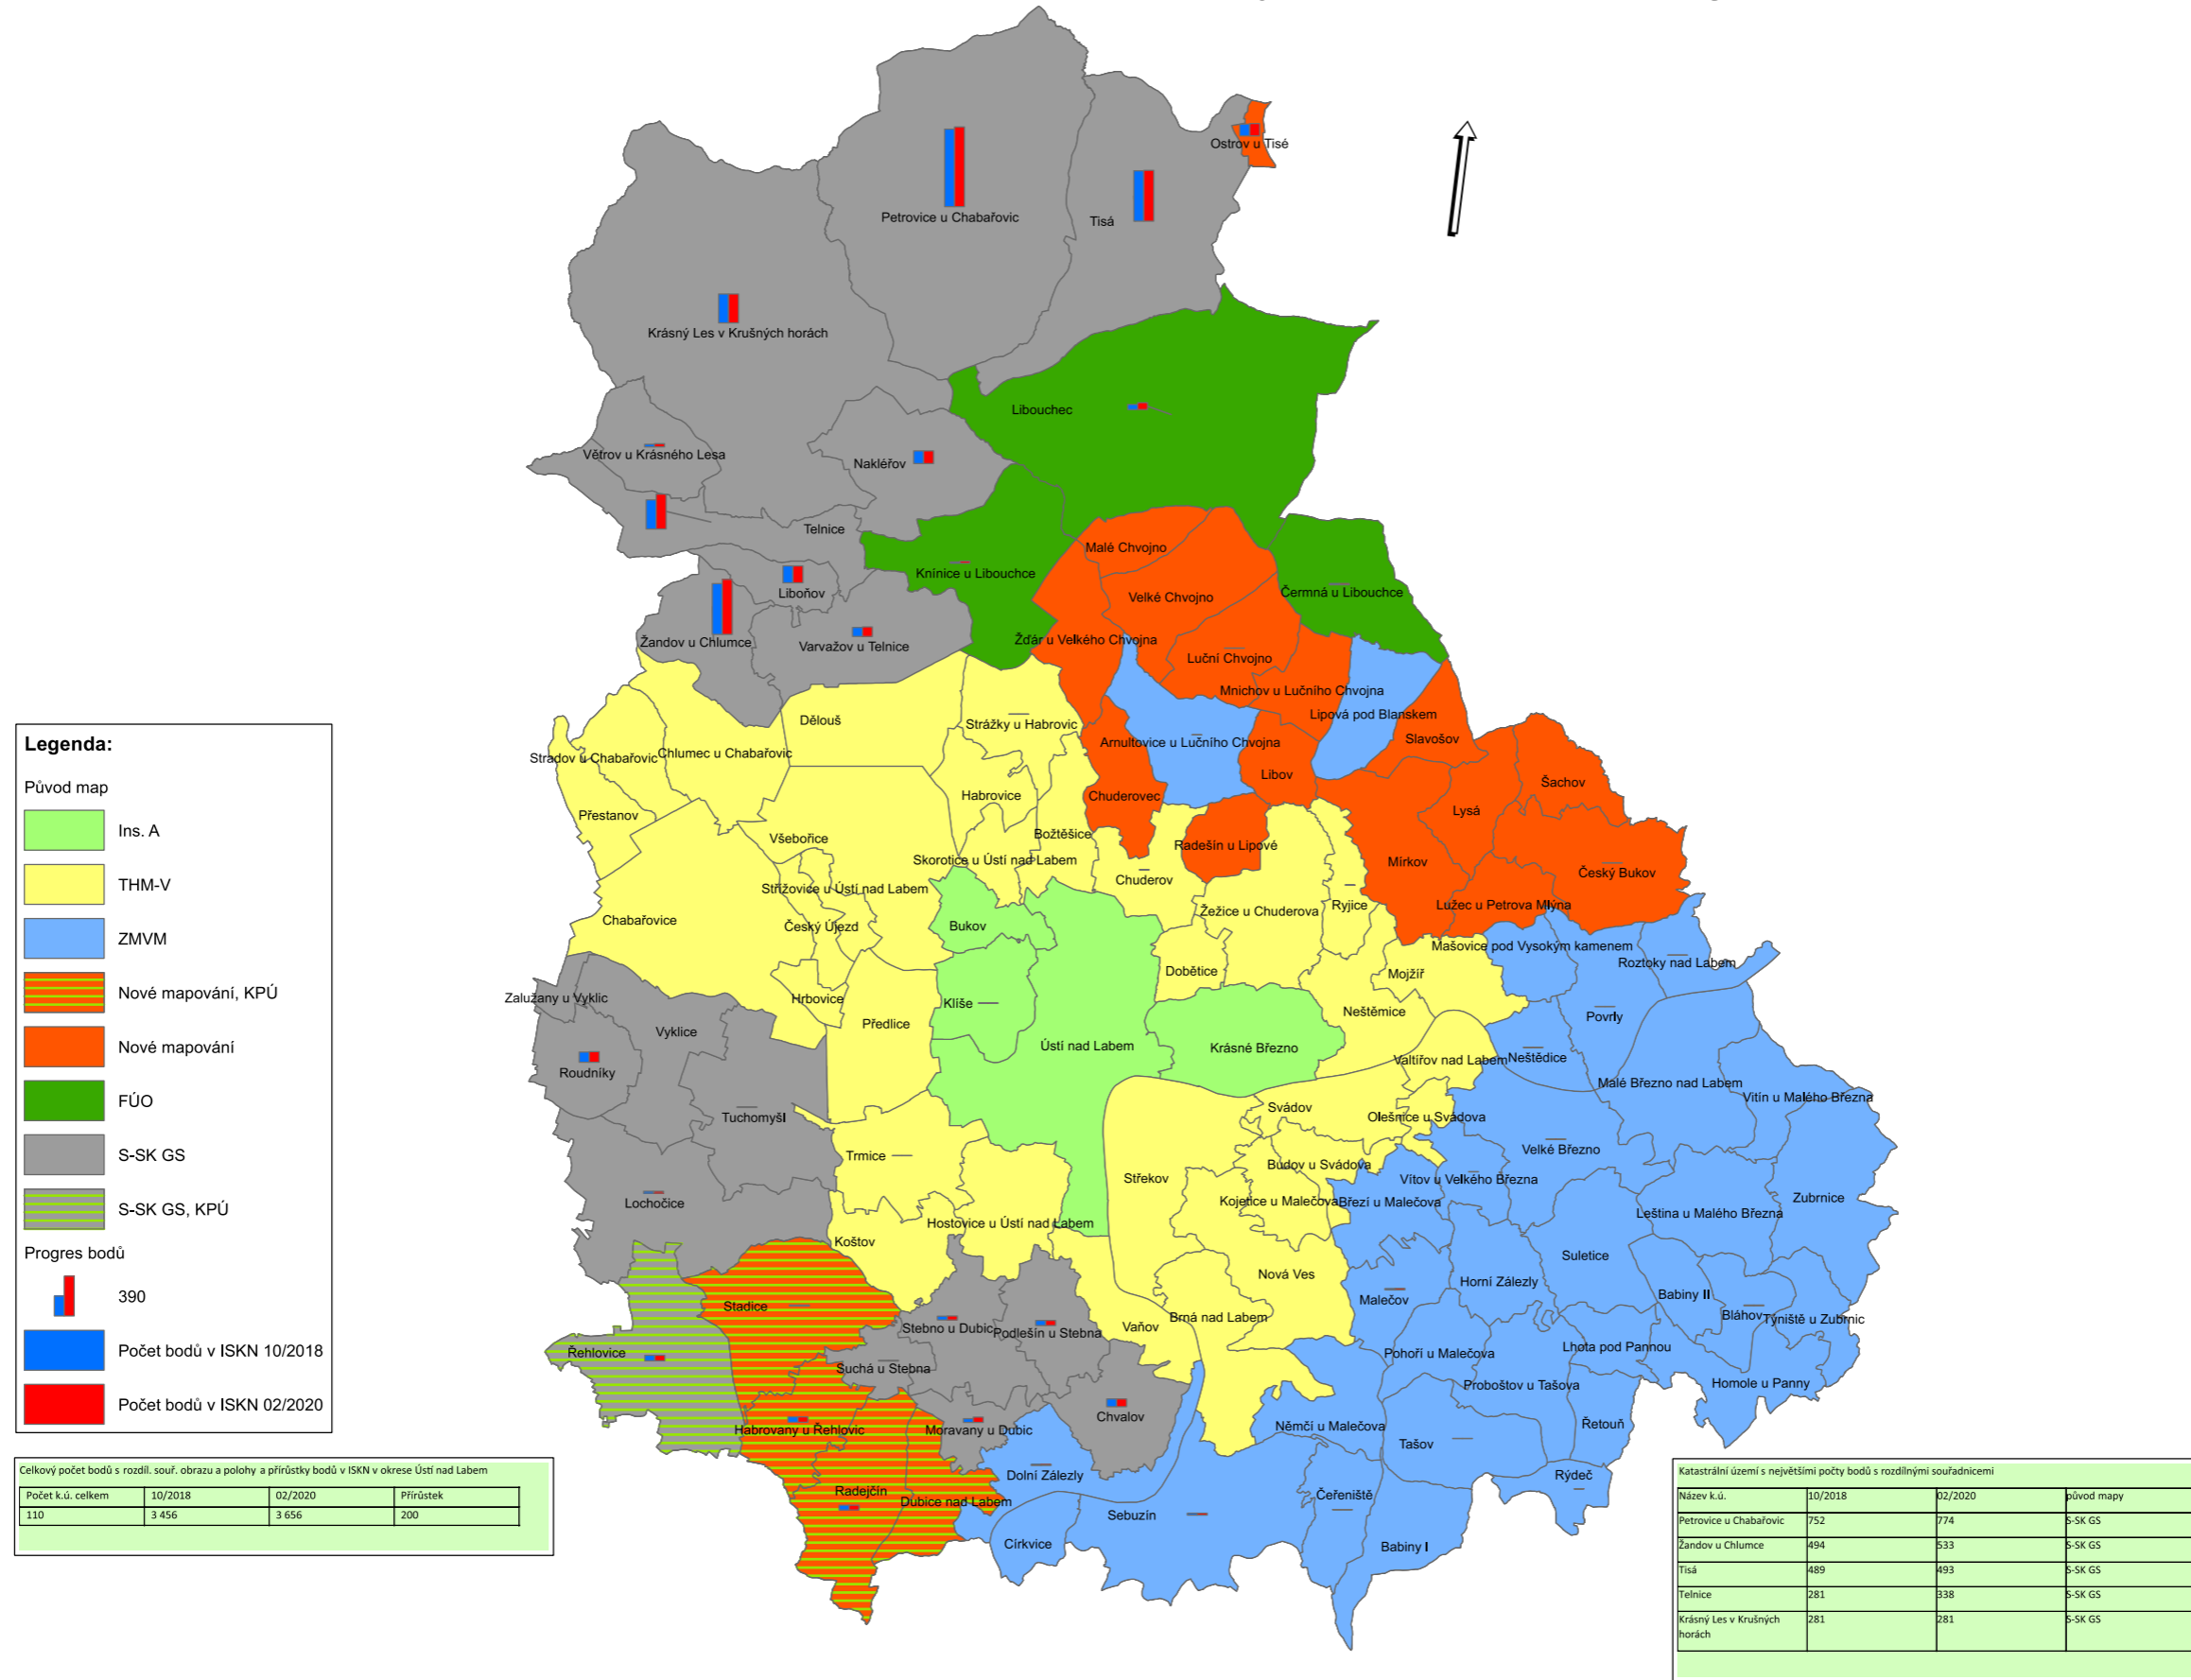 Ostrov u Tisé
Petrovice u Chabařovic
Tisá
Krásný Les v Krušných horách
Libouchec
Větrov u Krásného Lesa
Nakléřov
Telnice
Malé Chvojno
Knínice u Libouchce
Liboňov
Velké Chvojno
Čermná u Libouchce
Žandov u Chlumce
Varvažov u Telnice
Žďár u Velkého Chvojna
Luční Chvojno
Mnichov u Lučního Chvojna
Lipová pod Blanskem
Dělouš
Strážky u Habrovic
Slavošov
Arnultovice u Lučního Chvojna
Stradov u Chabařovic
Chlumec u Chabařovic
Libov
Šachov
Habrovice
Chuderovec
Lysá
Přestanov
Všebořice
Božtěšice
Radešín u Lipové
Skorotice u Ústí nad Labem
Mírkov
Český Bukov
Chuderov
Střížovice u Ústí nad Labem
Lužec u Petrova Mlýna
Chabařovice
Český Újezd
Bukov
Žežice u Chuderova
Ryjice
Mašovice pod Vysokým kamenem
Roztoky nad Labem
Dobětice
Mojžíř
Zalužany u Vyklic
Hrbovice
Klíše
Předlice
Neštěmice
Povrly
Vyklice
Ústí nad Labem
Krásné Březno
Valtířov nad Labem
Neštědice
Roudníky
Malé Březno nad Labem
Vitín u Malého Března
Tuchomyšl
Svádov
Olešnice u Svádova
Velké Březno
Trmice
Budov u Svádova
Střekov
Vítov u Velkého Března
Lochočice
Kojetice u Malečova
Březí u Malečova
Zubrnice
Leština u Malého Března
Hostovice u Ústí nad Labem
Koštov
Suletice
Nová Ves
Horní Zálezly
Babiny II
Malečov
Stadice
Brná nad Labem
Bláhov
Týniště u Zubrnic
Vaňov
Stebno u Dubic
Podlešín u Stebna
Řehlovice
Pohoří u Malečova
Lhota pod Pannou
Suchá u Stebna
Proboštov u Tašova
Homole u Panny
Chvalov
Habrovany u Řehlovic
Moravany u Dubic
Němčí u Malečova
Řetouň
Tašov
Dolní Zálezly
Rýdeč
Radejčín
Čeřeniště
Dubice nad Labem
Sebuzín
Církvice
Babiny I
Legenda:
Původ map
Ins. A
THM-V
ZMVM
Nové mapování, KPÚ
Nové mapování
FÚO
S-SK GS
S-SK GS, KPÚ
Progres bodů
390
Počet bodů v ISKN 10/2018
Počet bodů v ISKN 02/2020
Celkový počet bodů s rozdíl. souř. obrazu a polohy a přírůstky bodů v ISKN v okrese Ústí nad Labem
Počet k.ú. celkem 10/2018 02/2020 Přírůstek
110 3 456 3 656 200
Katastrální území s největšími počty bodů s rozdílnými souřadnicemi
Název k.ú. 10/2018 02/2020 původ mapy
Petrovice u Chabařovic 752 774 S-SK GS
Žandov u Chlumce 494 533 S-SK GS
Tisá 489 493 S-SK GS
Telnice 281 338 S-SK GS
Krásný Les v Krušných 281 281 S-SK GS
horách